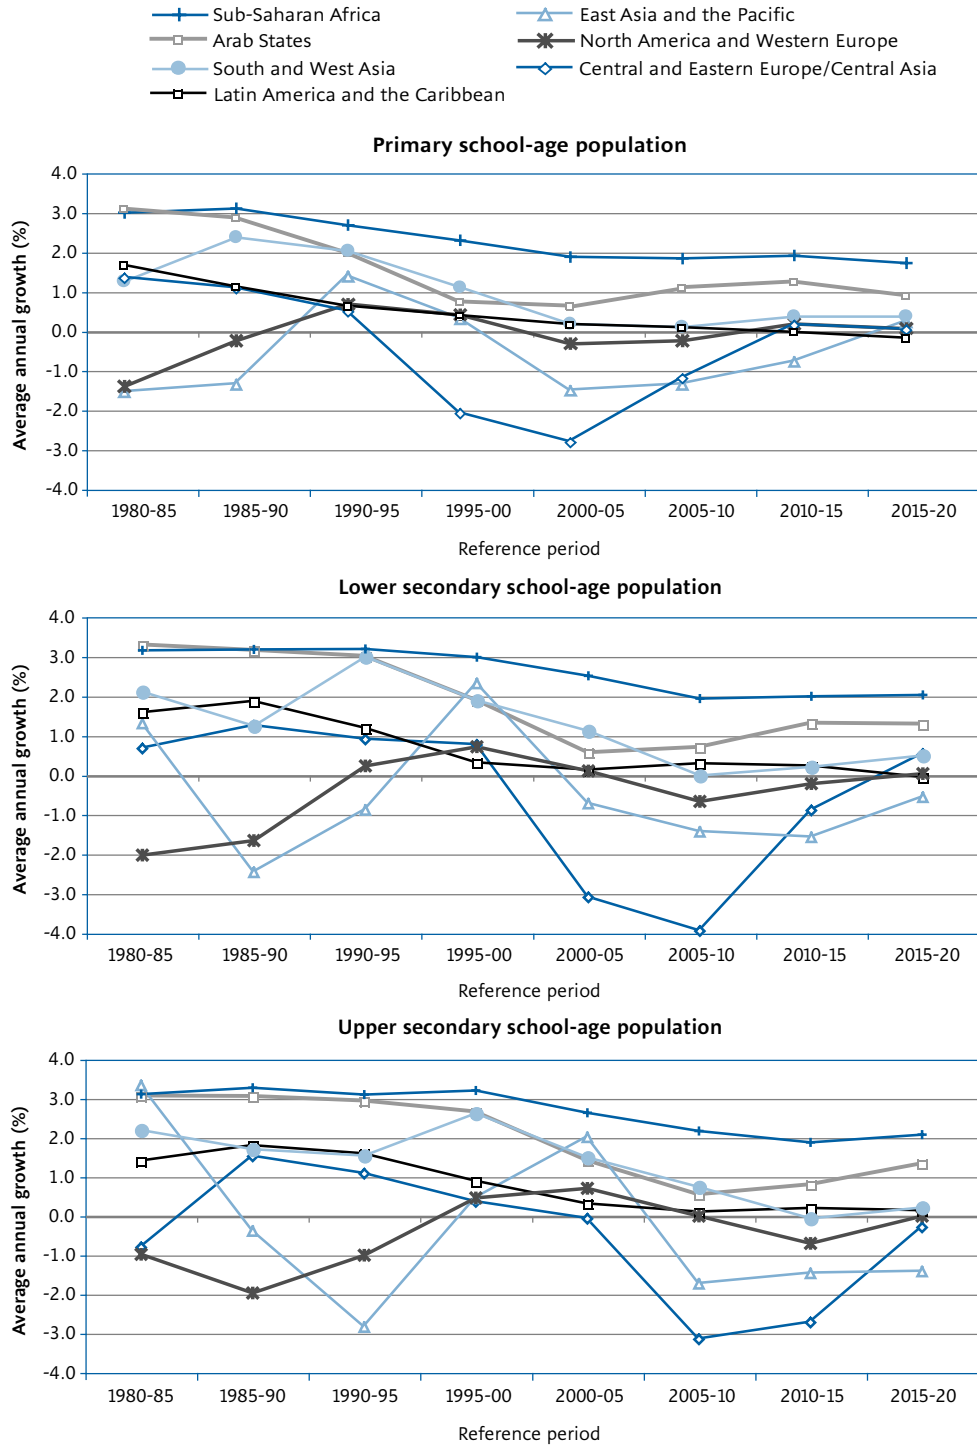 Sub-Saharan Africa
East Asia and the Pacific
Arab States
North America and Western Europe
South and West Asia
Central and Eastern Europe/Central Asia
Latin America and the Caribbean
Primary school-age population
Average annual growth (%)
4.0
3.0
2.0
1.0
0.0
-1.0
-2.0
-3.0
-4.0
1980-85 1985-90 1990-95 1995-00 2000-05 2005-10 2010-15 2015-20
Reference period
Lower secondary school-age population
Average annual growth (%)
4.0
3.0
2.0
1.0
0.0
-1.0
-2.0
-3.0
-4.0
1980-85 1985-90 1990-95 1995-00 2000-05 2005-10 2010-15 2015-20
Reference period
Upper secondary school-age population
Average annual growth (%)
4.0
3.0
2.0
1.0
0.0
-1.0
-2.0
-3.0
-4.0
1980-85 1985-90 1990-95 1995-00 2000-05 2005-10 2010-15 2015-20
Reference period